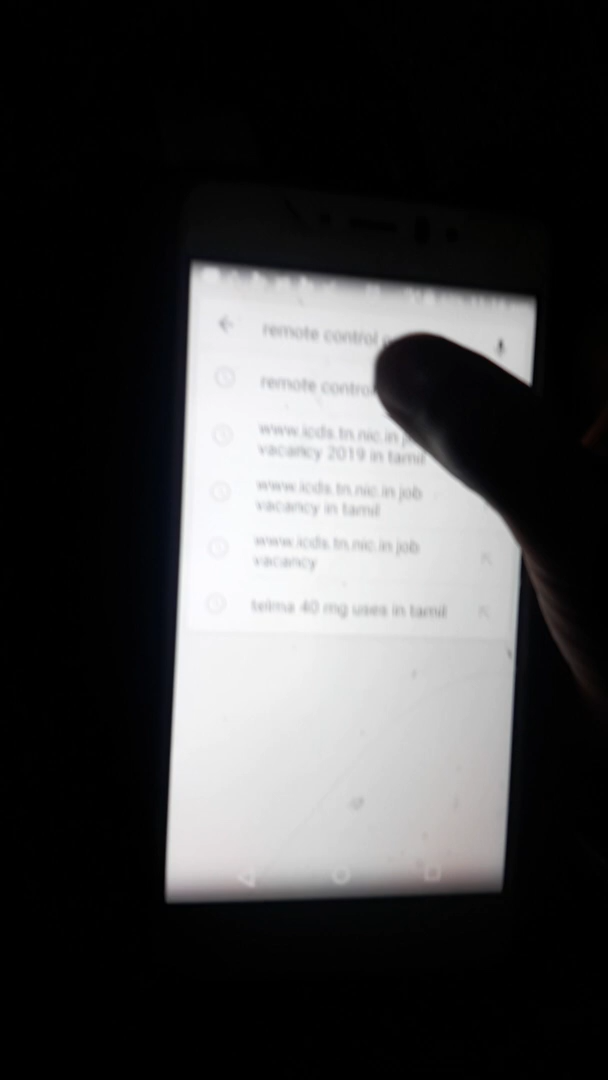 remote control
remote control
www.icds.tn.nic.in
vacancy 2019 in tamil
www.icds.tn.nic.in job
vacancy in tamil
www.icds.tn.nic.in job
vacancy
telma 40 mg uses in tamil